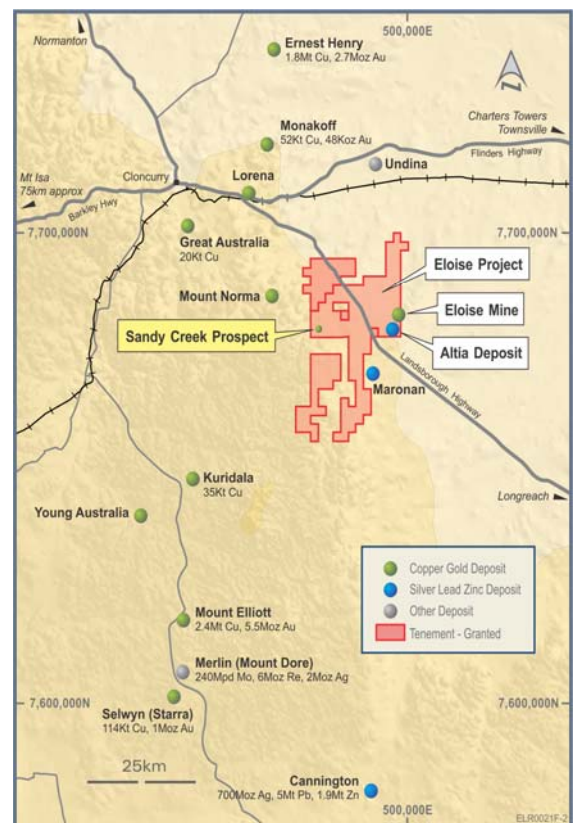 500,000E
Normanton
Ernest Henry
1.8Mt Cu, 2.7Moz Au
Z
Monakoff
52Kt Cu, 48Koz Au
Charters Towers
Townsville
Flinders Highway
Undina
Cloncurry
Mt Isa
75km approx
Barkley Hwy
Lorena
7,700,000N
7,700,000N
Great Australia
20Kt Cu
Eloise Project
Mount Norma
Eloise Mine
Sandy Creek Prospect
Altia Deposit
Maronan
Landsborough Highway
Kuridala
35Kt Cu
Longreach
Young Australia
Copper Gold Deposit
Silver Lead Zinc Deposit
Other Deposit
Tenement - Granted
Mount Elliott
2.4Mt Cu, 5.5Moz Au
Merlin (Mount Dore)
240Mpd Mo, 6Moz Re, 2Moz Ag
7,600,000N
7,600,000N
Selwyn (Starra)
114Kt Cu, 1Moz Au
25km
Cannington
700Moz Ag, 5Mt Pb, 1.9Mt Zn
500,000E
ELR0021F-2